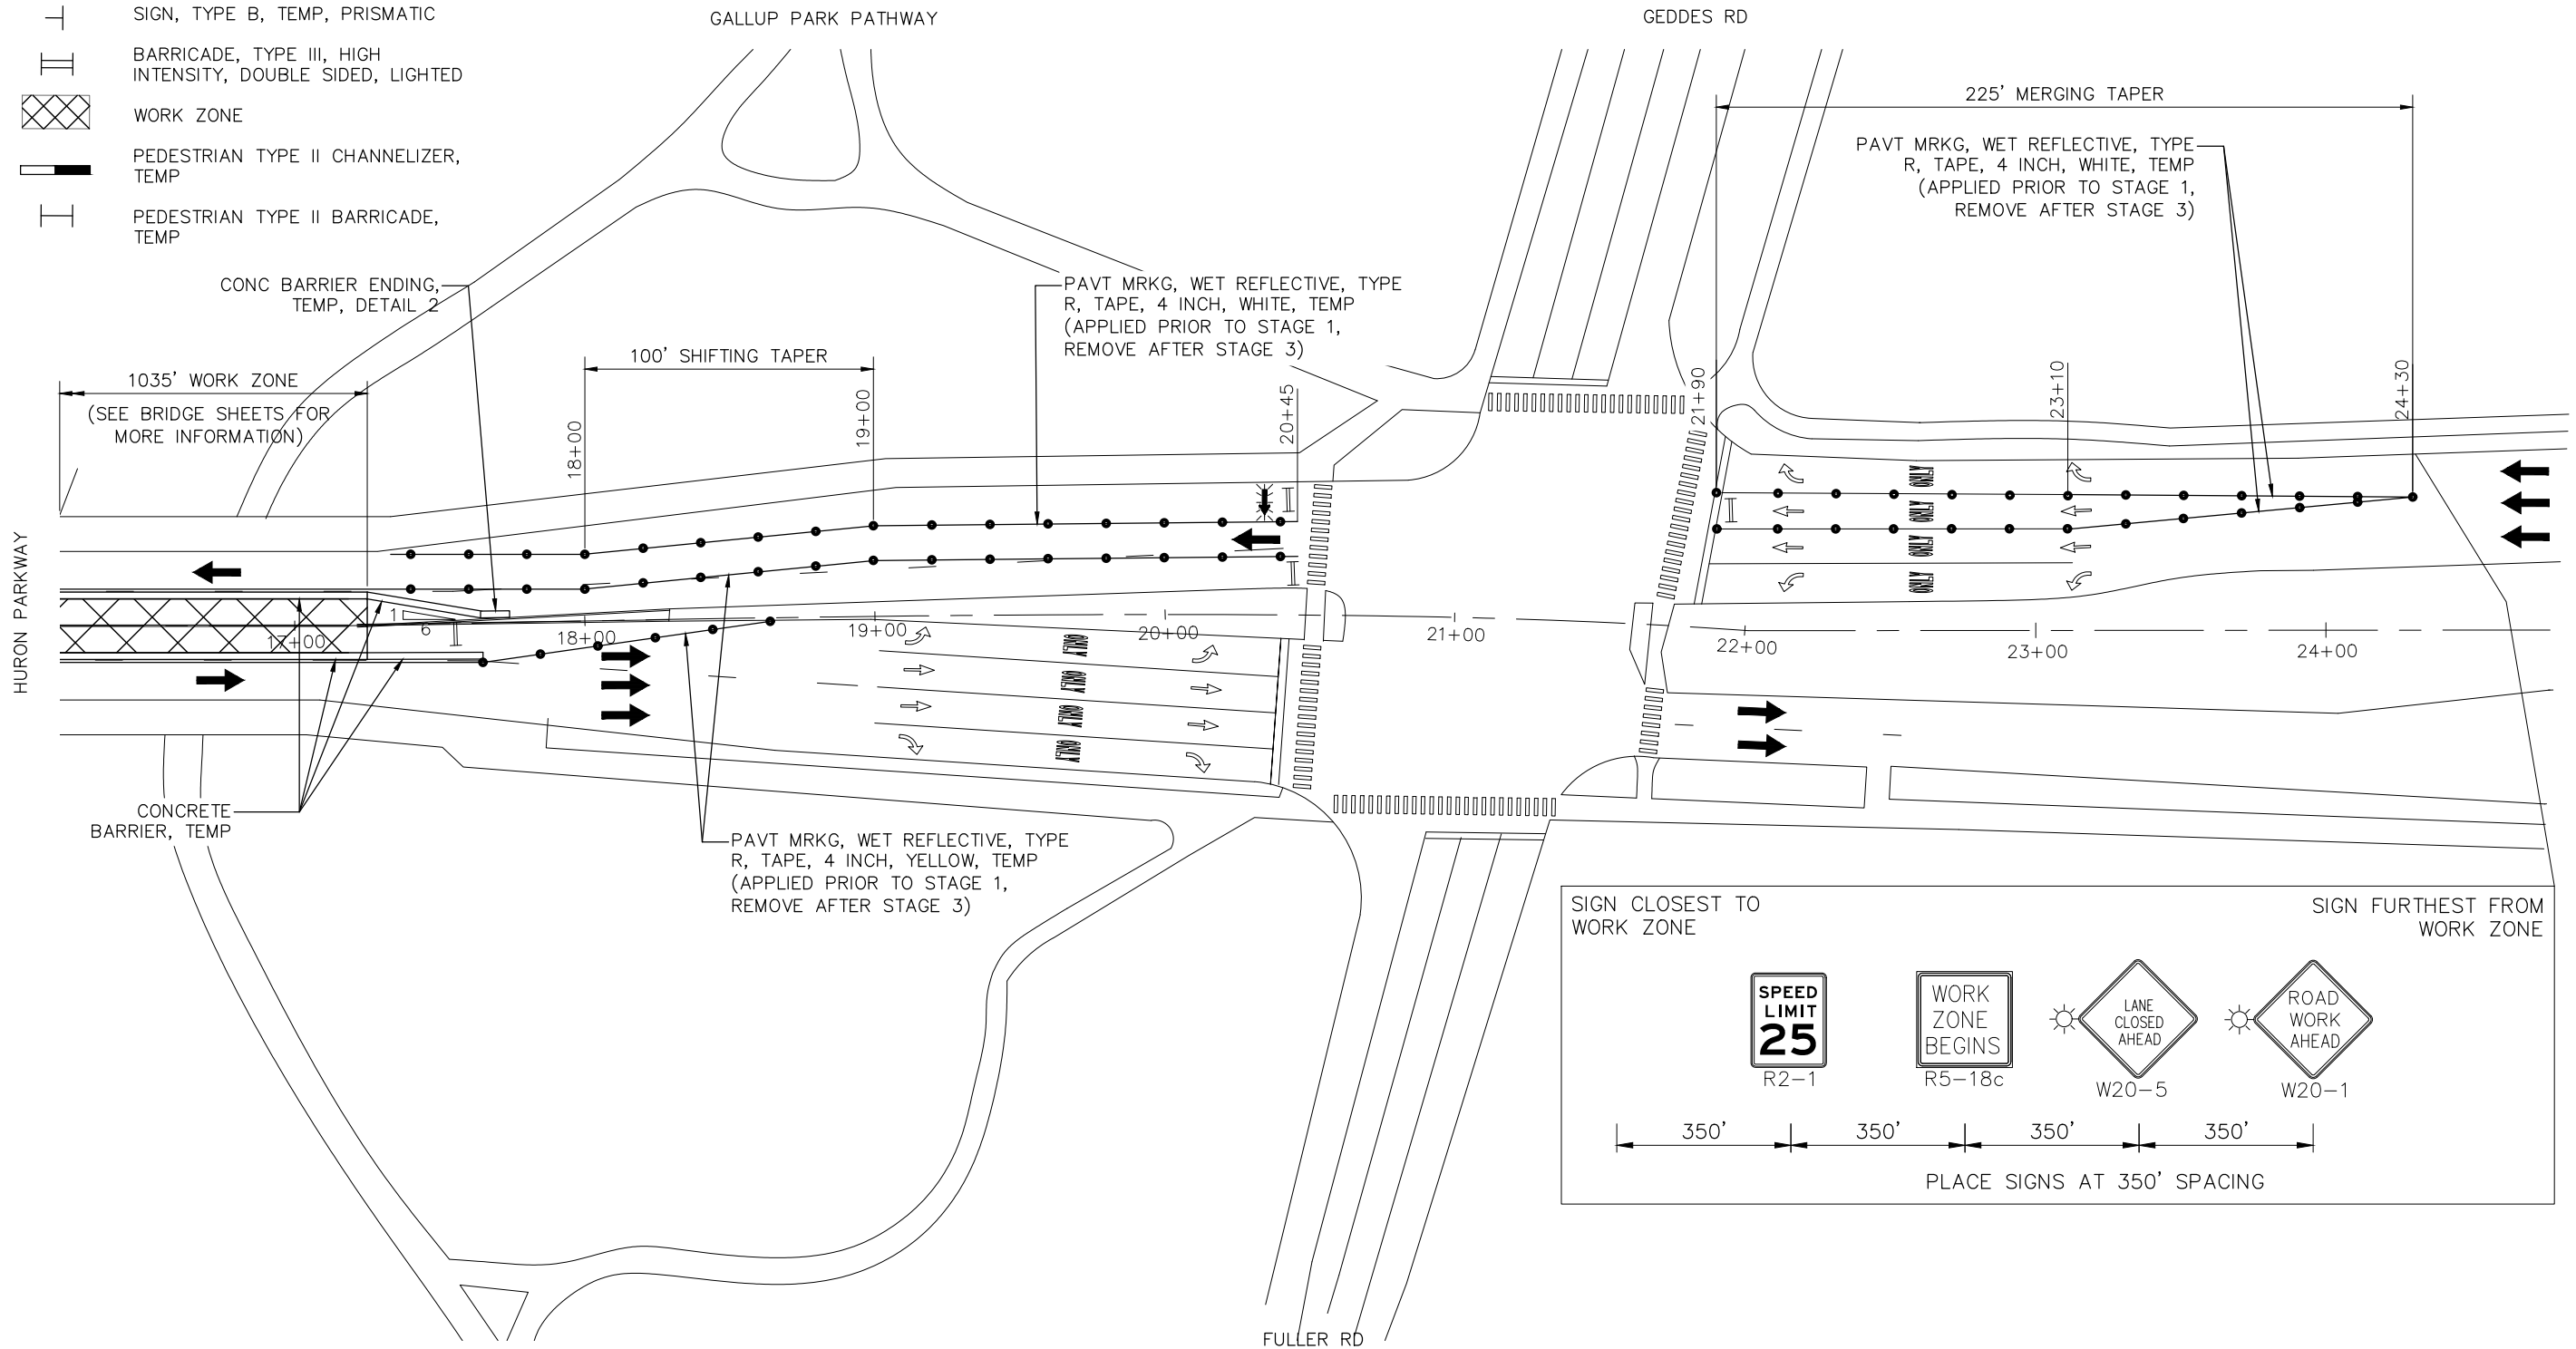 SIGN, TYPE B, TEMP, PRISMATIC
BARRICADE, TYPE III, HIGH
INTENSITY, DOUBLE SIDED, LIGHTED
WORK ZONE
PEDESTRIAN TYPE II CHANNELIZER,
TEMP
PEDESTRIAN TYPE II BARRICADE,
TEMP
GALLUP PARK PATHWAY
GEDDES RD
225' MERGING TAPER
PAVT MRKG, WET REFLECTIVE, TYPE
R, TAPE, 4 INCH, WHITE, TEMP
(APPLIED PRIOR TO STAGE 1,
REMOVE AFTER STAGE 3)
CONC BARRIER ENDING,
TEMP, DETAIL 2
PAVT MRKG, WET REFLECTIVE, TYPE
R, TAPE, 4 INCH, WHITE, TEMP
(APPLIED PRIOR TO STAGE 1,
REMOVE AFTER STAGE 3)
100' SHIFTING TAPER
1035' WORK ZONE
(SEE BRIDGE SHEETS FOR
MORE INFORMATION)
18+00
19+00
20+45
21+90
23+10
24+30
ONLY
ONLY
ONLY
ONLY
HURON PARKWAY
1
6
17+00
18+00
19+00
20+00
21+00
22+00
23+00
24+00
ONLY
ONLY
ONLY
ONLY
CONCRETE
BARRIER, TEMP
PAVT MRKG, WET REFLECTIVE, TYPE
R, TAPE, 4 INCH, YELLOW, TEMP
(APPLIED PRIOR TO STAGE 1,
REMOVE AFTER STAGE 3)
SIGN CLOSEST TO
WORK ZONE
SIGN FURTHEST FROM
WORK ZONE
SPEED
LIMIT
25
R2-1
WORK
ZONE
BEGINS
R5-18c
LANE
CLOSED
AHEAD
W20-5
ROAD
WORK
AHEAD
W20-1
350' 350' 350' 350'
PLACE SIGNS AT 350' SPACING
FULLER RD